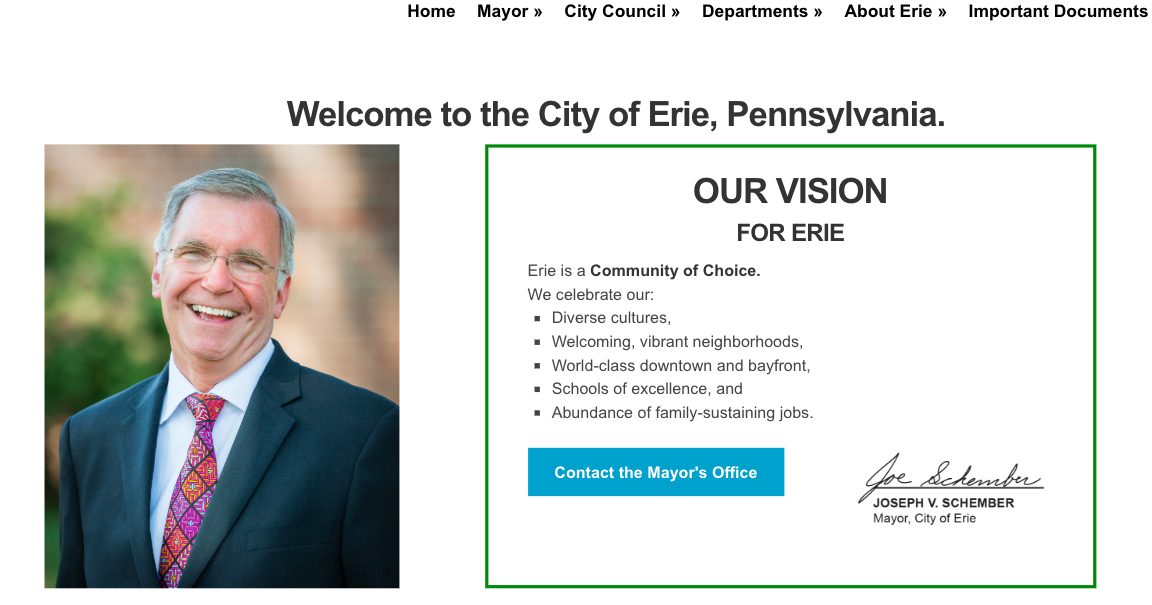 Home Mayor » City Council » Departments » About Erie » Important Documents
Welcome to the City of Erie, Pennsylvania.
OUR VISION
FOR ERIE
Erie is a Community of Choice.
We celebrate our:
▪ Diverse cultures,
▪ Welcoming, vibrant neighborhoods,
▪ World-class downtown and bayfront,
▪ Schools of excellence, and
▪ Abundance of family-sustaining jobs.
Contact the Mayor's Office
Joe Schember
JOSEPH V. SCHEMBER
Mayor, City of Erie